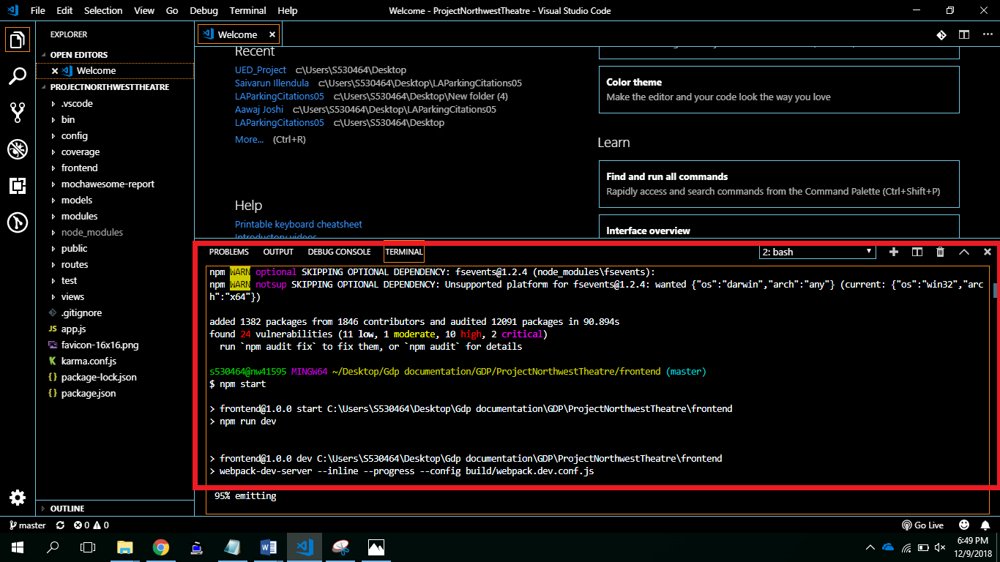 File Edit Selection View Go Debug Terminal Help Welcome - ProjectNorthwestTheatre - Visual Studio Code
EXPLORER
OPEN EDITORS
Welcome
PROJECTNORTHWESTTHEATRE
.vscode
bin
config
coverage
frontend
mochawesome-report
models
modules
node_modules
public
routes
test
views
.gitignore
JS app.js
favicon-16x16.png
K karma.conf.js
{} package-lock.json
{} package.json
OUTLINE
Welcome
Recent
UED_Project c:\Users\S530464\Desktop
Saivarun Illendula c:\Users\S530464\Desktop\LAParkingCitations05
LAParkingCitations05 c:\Users\S530464\Desktop\New folder (4)
Aawaj Joshi c:\Users\S530464\Desktop\LAParkingCitations05
LAParkingCitations05 c:\Users\S530464\Desktop
More... (Ctrl+R)
Help
Printable keyboard cheatsheet
Introductory videos
Color theme
Make the editor and your code look the way you love
Learn
Find and run all commands
Rapidly access and search commands from the Command Palette (Ctrl+Shift+P)
Interface overview
PROBLEMS OUTPUT DEBUG CONSOLE TERMINAL 2: bash
npm WARN optional SKIPPING OPTIONAL DEPENDENCY: fsevents@1.2.4 (node_modules\fsevents):
npm WARN notsup SKIPPING OPTIONAL DEPENDENCY: Unsupported platform for fsevents@1.2.4: wanted {"os":"darwin","arch":"any"} (current: {"os":"win32","arc
h":"x64"})
added 1382 packages from 1846 contributors and audited 12091 packages in 90.894s
found 24 vulnerabilities (11 low, 1 moderate, 10 high, 2 critical)
run `npm audit fix` to fix them, or `npm audit` for details
s530464@nw41595 MINGW64 ~/Desktop/Gdp documentation/GDP/ProjectNorthwestTheatre/frontend (master)
$ npm start
> frontend@1.0.0 start C:\Users\S530464\Desktop\Gdp documentation\GDP\ProjectNorthwestTheatre\frontend
> npm run dev
> frontend@1.0.0 dev C:\Users\S530464\Desktop\Gdp documentation\GDP\ProjectNorthwestTheatre\frontend
> webpack-dev-server --inline --progress --config build/webpack.dev.conf.js
95% emitting
master 0 0 Go Live
6:49 PM
12/9/2018